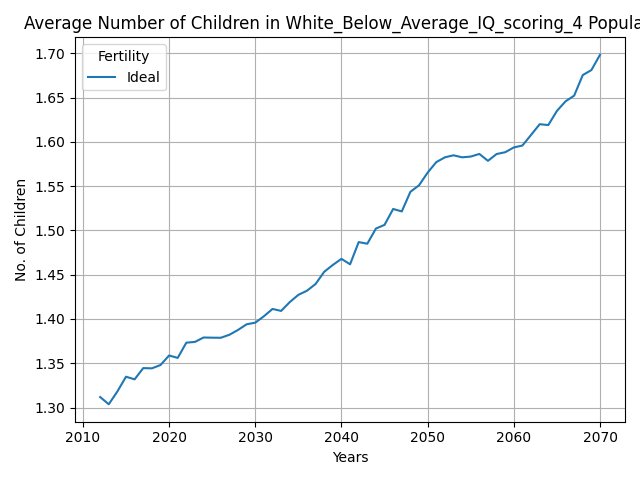 Average Number of Children in White_Below_Average_IQ_scoring_4 Popula
Fertility
Ideal
No. of Children
1.70
1.65
1.60
1.55
1.50
1.45
1.40
1.35
1.30
2010 2020 2030 2040 2050 2060 2070
Years